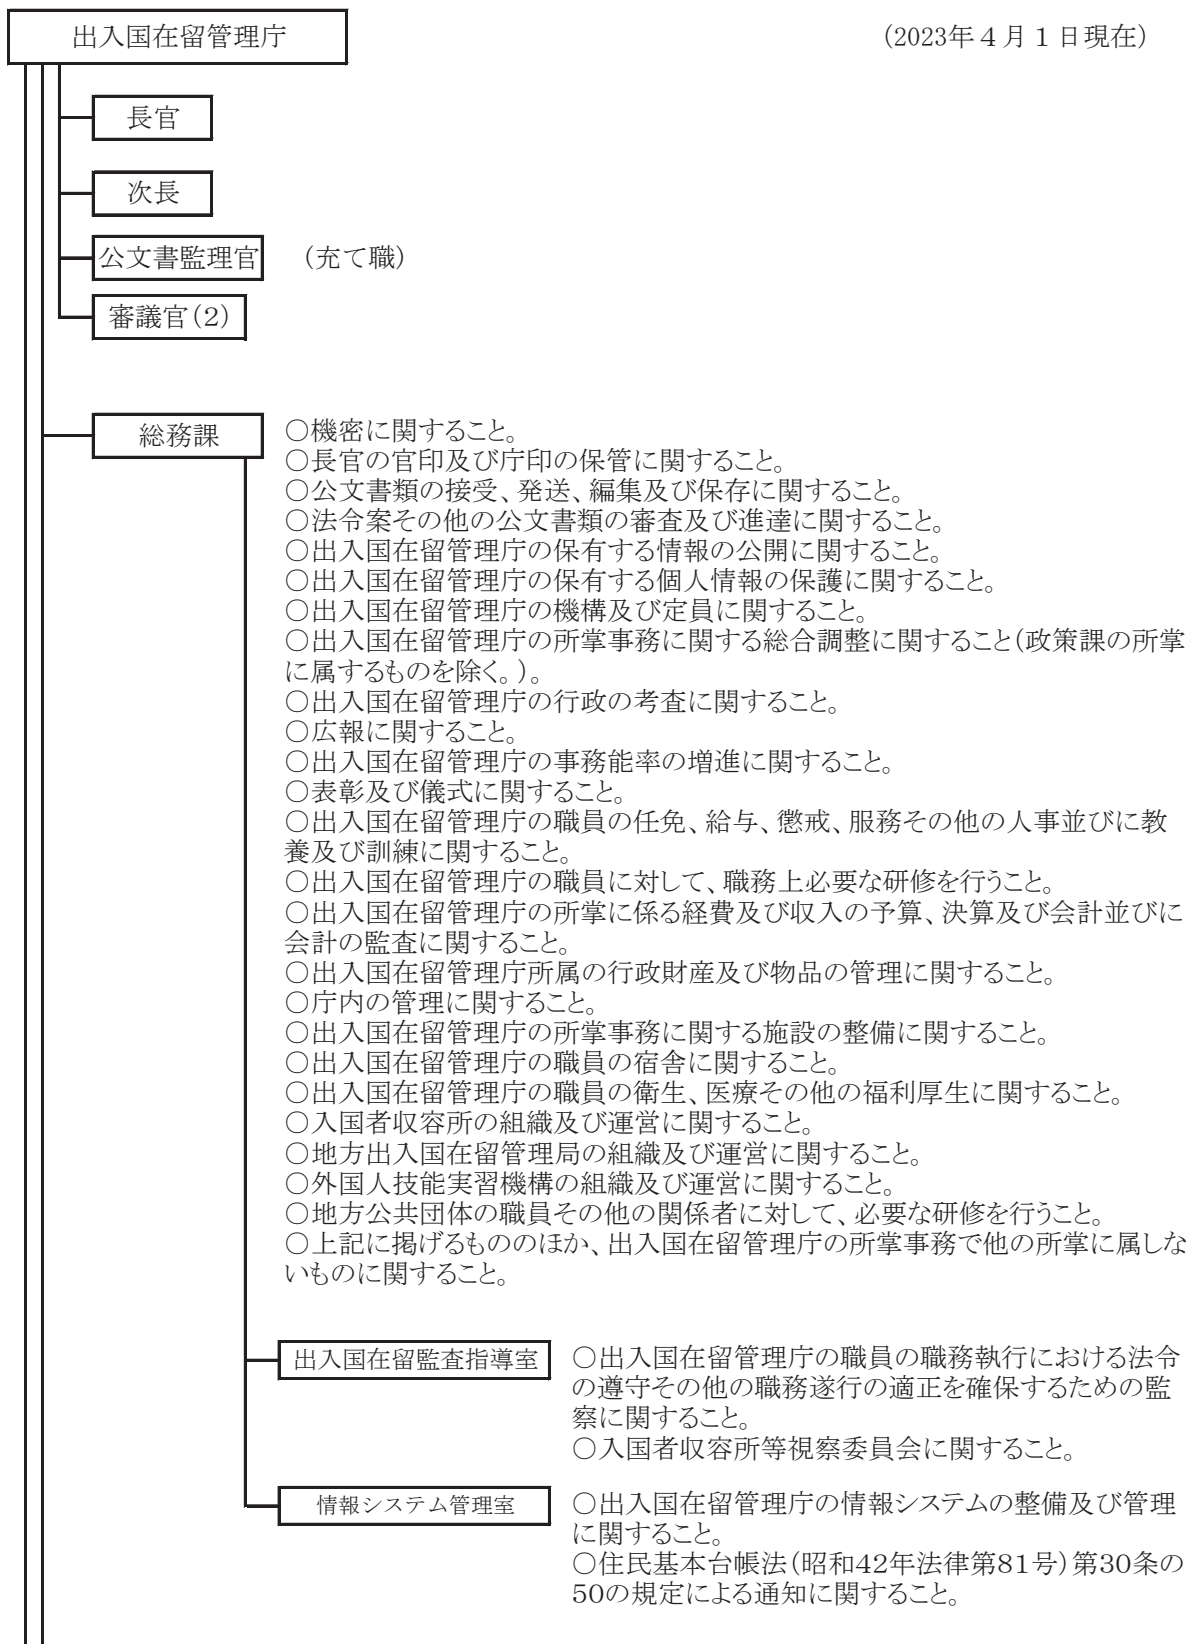 出入国在留管理庁
(2023年４月１日現在)
長官
次長
公文書監理官
(充て職)
審議官(２)
総務課
○機密に関すること。
○長官の官印及び庁印の保管に関すること。
○公文書類の接受、発送、編集及び保存に関すること。
○法令案その他の公文書類の審査及び進達に関すること。
○出入国在留管理庁の保有する情報の公開に関すること。
○出入国在留管理庁の保有する個人情報の保護に関すること。
○出入国在留管理庁の機構及び定員に関すること。
○出入国在留管理庁の所掌事務に関する総合調整に関すること(政策課の所掌
に属するものを除く。)。
○出入国在留管理庁の行政の考査に関すること。
○広報に関すること。
○出入国在留管理庁の事務能率の増進に関すること。
○表彰及び儀式に関すること。
○出入国在留管理庁の職員の任免、給与、懲戒、服務その他の人事並びに教
養及び訓練に関すること。
○出入国在留管理庁の職員に対して、職務上必要な研修を行うこと。
○出入国在留管理庁の所掌に係る経費及び収入の予算、決算及び会計並びに
会計の監査に関すること。
○出入国在留管理庁所属の行政財産及び物品の管理に関すること。
○庁内の管理に関すること。
○出入国在留管理庁の所掌事務に関する施設の整備に関すること。
○出入国在留管理庁の職員の宿舎に関すること。
○出入国在留管理庁の職員の衛生、医療その他の福利厚生に関すること。
○入国者収容所の組織及び運営に関すること。
○地方出入国在留管理局の組織及び運営に関すること。
○外国人技能実習機構の組織及び運営に関すること。
○地方公共団体の職員その他の関係者に対して、必要な研修を行うこと。
○上記に掲げるもののほか、出入国在留管理庁の所掌事務で他の所掌に属しな
いものに関すること。
出入国在留監査指導室
○出入国在留管理庁の職員の職務執行における法令
の遵守その他の職務遂行の適正を確保するための監
察に関すること。
○入国者収容所等視察委員会に関すること。
情報システム管理室
○出入国在留管理庁の情報システムの整備及び管理
に関すること。
○住民基本台帳法(昭和42年法律第81号)第30条の
50の規定による通知に関すること。